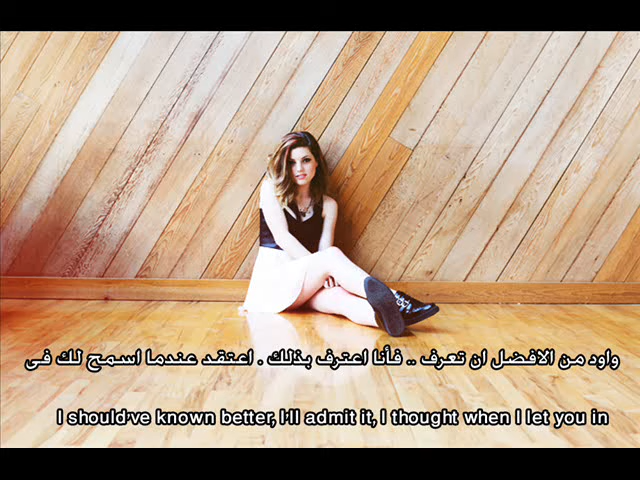 واود من الافضل ان تعرف .. فأنا اعترف بذلك . اعتقد عندما اسمح لك فى
I should've known better, I'll admit it, I thought when I let you in